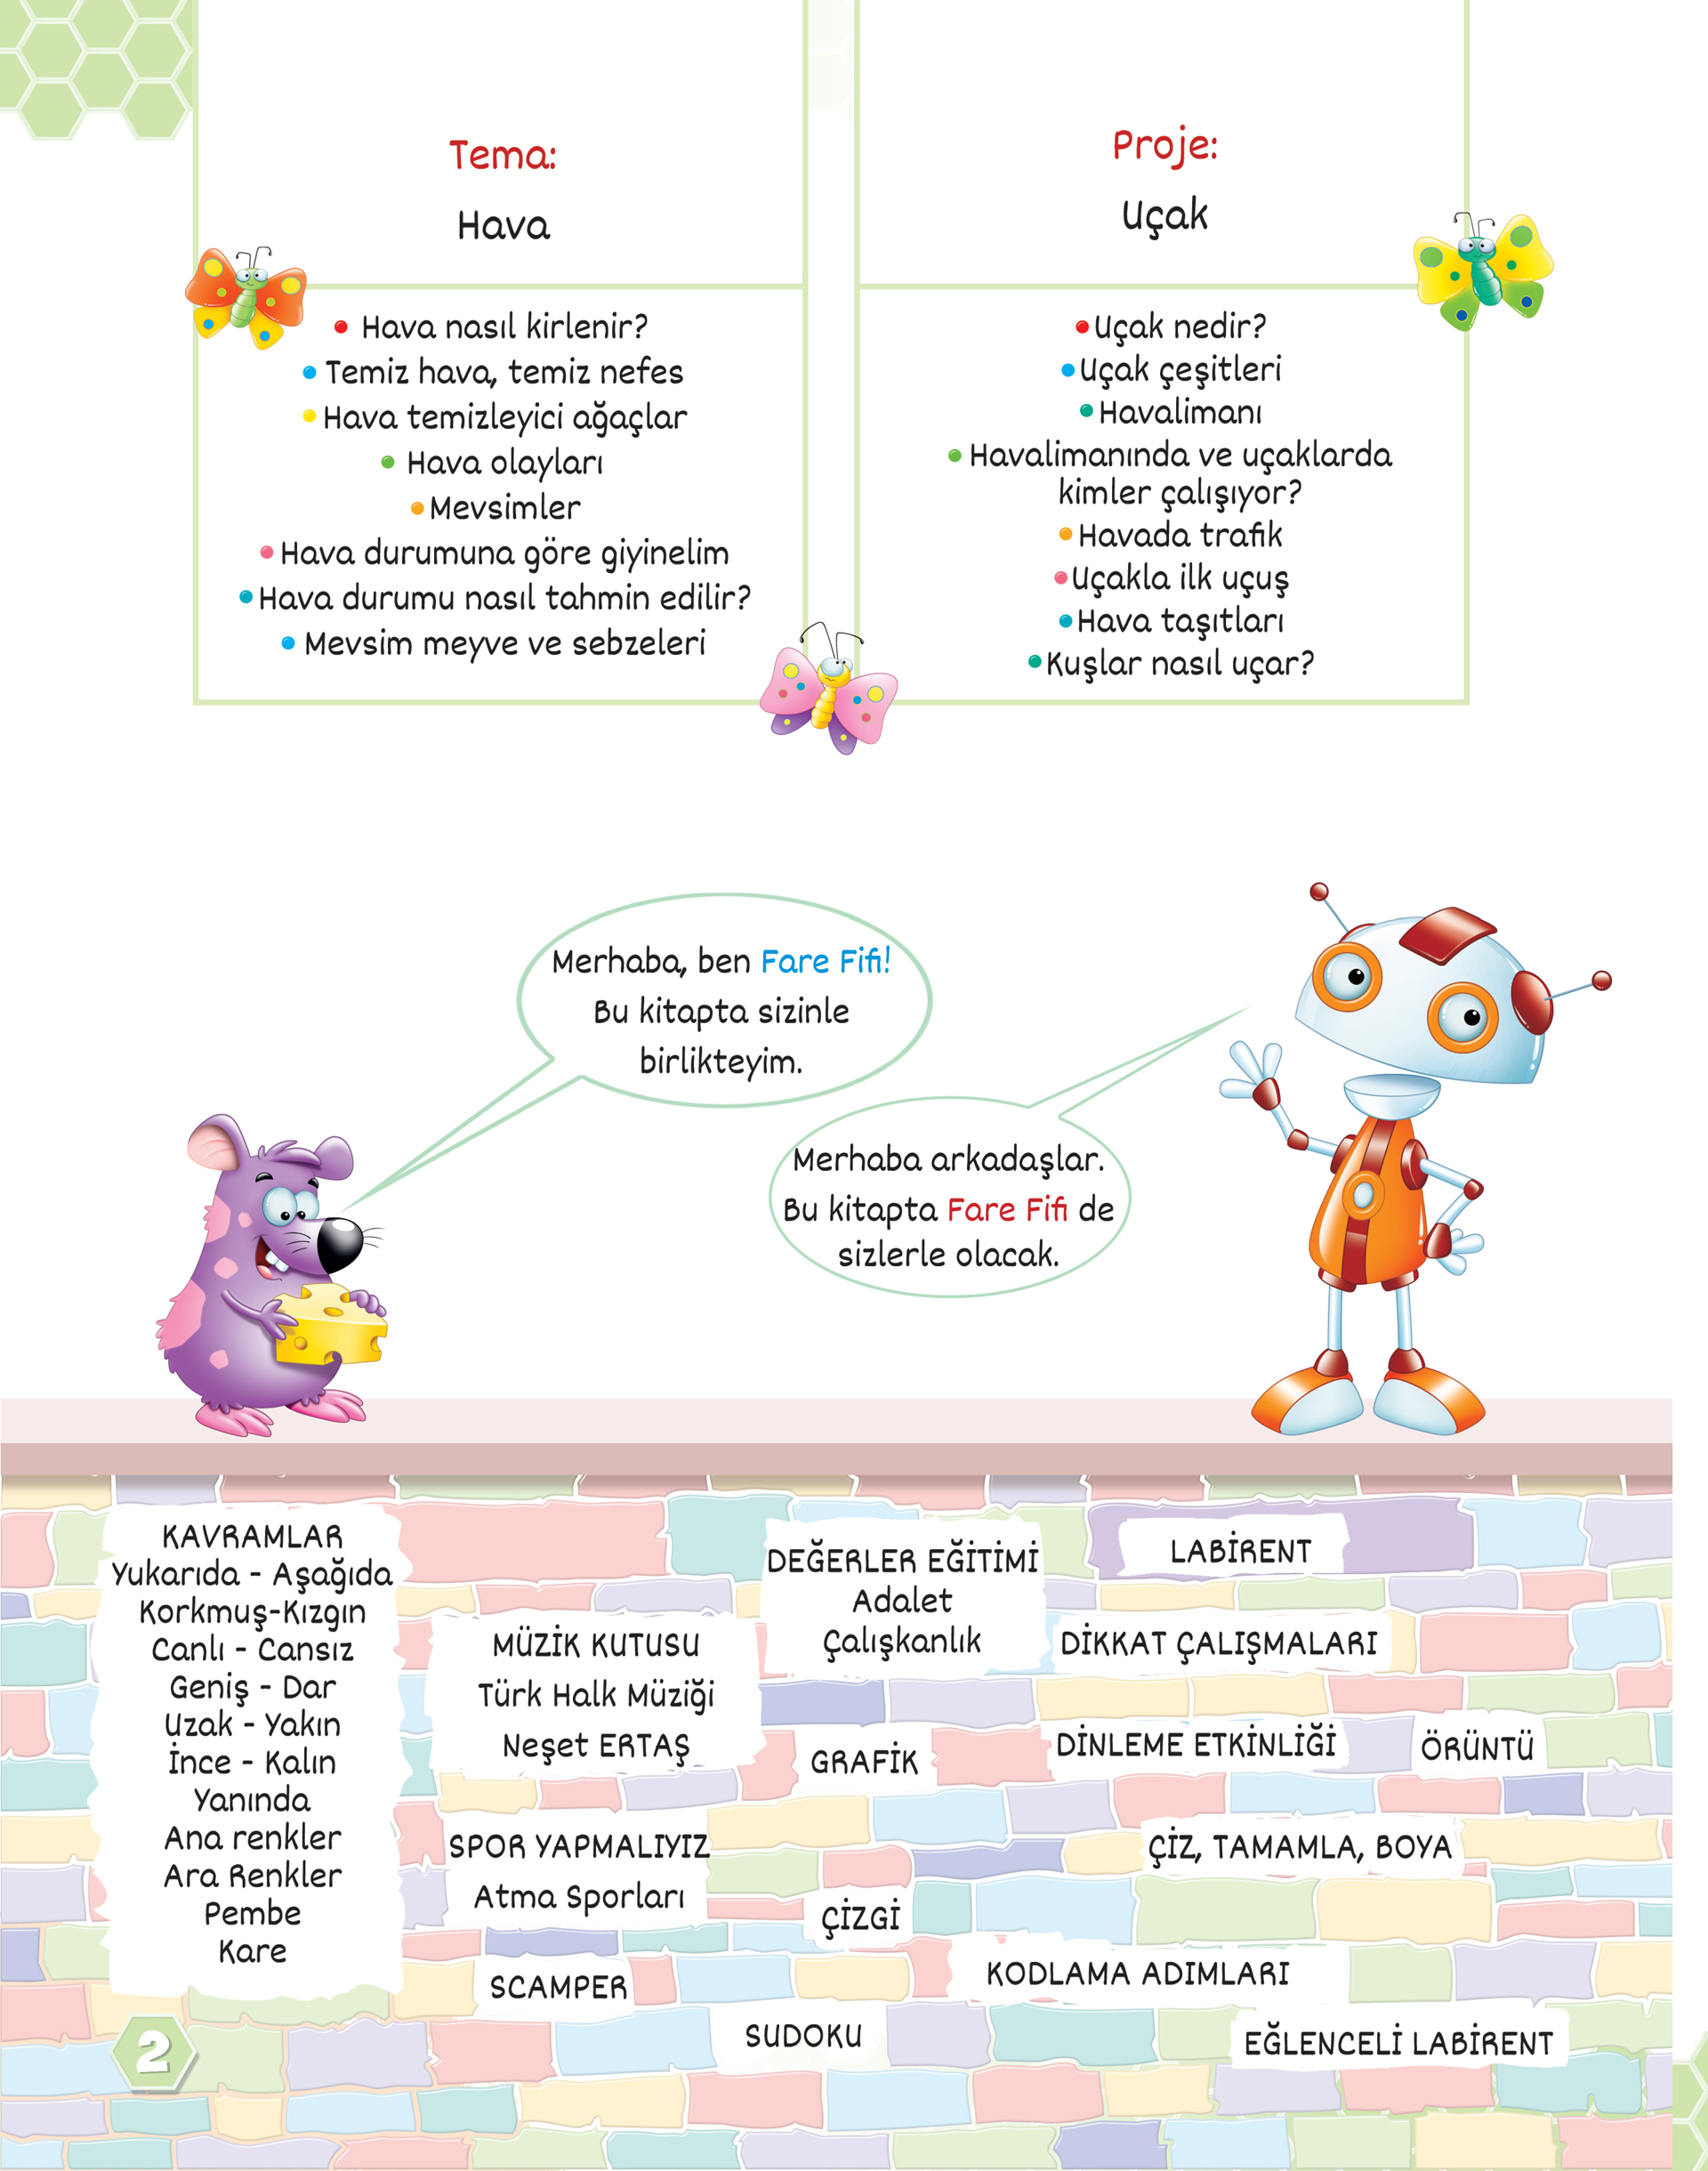 Tema:
Hava
Hava nasıl kirlenir?
Temiz hava, temiz nefes
Hava temizleyici ağaçlar
Hava olayları
Mevsimler
Hava durumuna göre giyinelim
Hava durumu nasıl tahmin edilir?
Mevsim meyve ve sebzeleri
Proje:
Uçak
Uçak nedir?
Uçak çeşitleri
Havalimanı
Havalimanında ve uçaklarda
kimler çalışıyor?
Havada trafik
Uçakla ilk uçuş
Hava taşıtları
Kuşlar nasıl uçar?
Merhaba, ben Fare Fifi!
Bu kitapta sizinle
birlikteyim.
Merhaba arkadaşlar.
Bu kitapta Fare Fifi de
sizlerle olacak.
KAVRAMLAR
Yukarıda - Aşağıda
Korkmuş-Kızgın
Canlı - Cansız
Geniş - Dar
Uzak - Yakın
İnce - Kalın
Yanında
Ana renkler
Ara Renkler
Pembe
Kare
MÜZİK KUTUSU
Türk Halk Müziği
Neşet ERTAŞ
SPOR YAPMALIYIZ
Atma Sporları
SCAMPER
DEĞERLER EĞİTİMİ
Adalet
Çalışkanlık
GRAFİK
ÇİZGİ
SUDOKU
LABİRENT
DİKKAT ÇALIŞMALARI
DİNLEME ETKİNLİĞİ
ÖRÜNTÜ
ÇİZ, TAMAMLA, BOYA
KODLAMA ADIMLARI
EĞLENCELİ LABİRENT
2